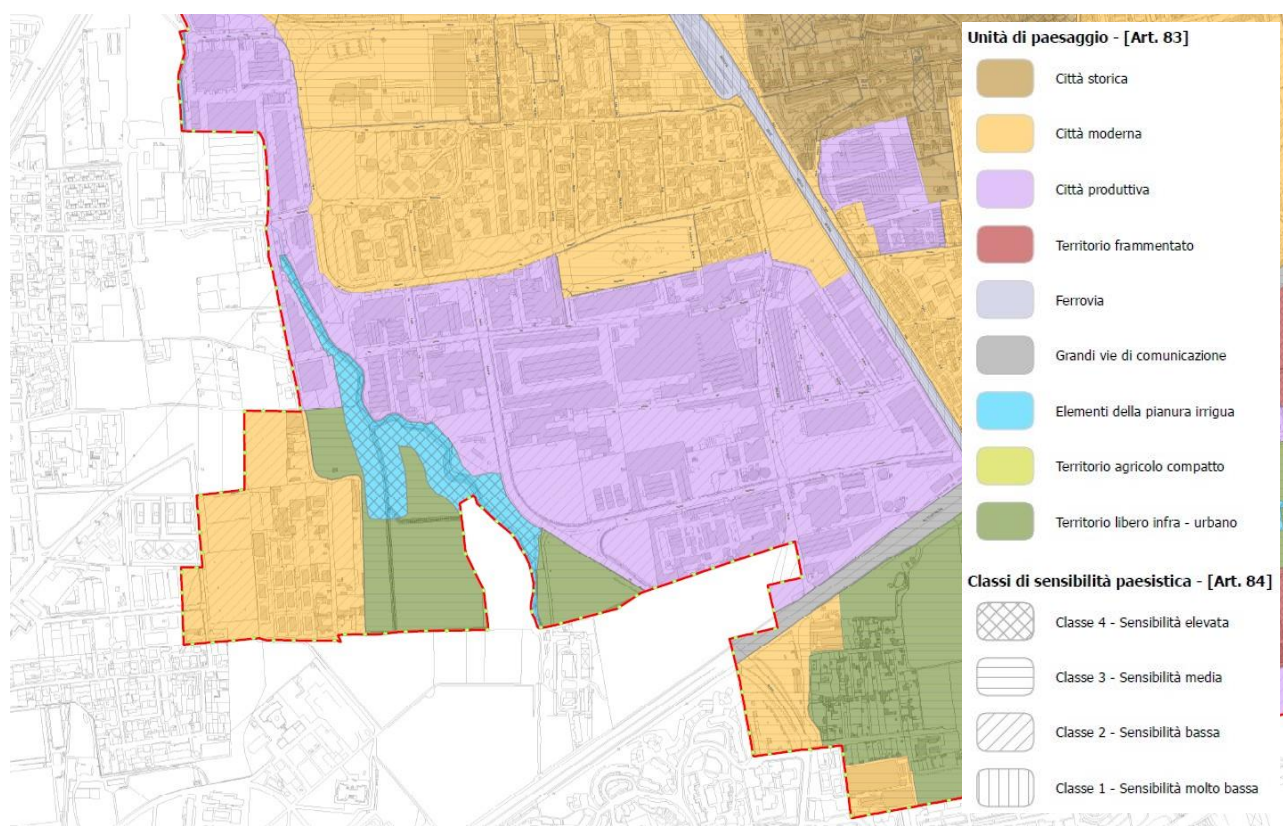 Unità di paesaggio - [Art. 83]
Città storica
Città moderna
Città produttiva
Territorio frammentato
Ferrovia
Grandi vie di comunicazione
Elementi della pianura irrigua
Territorio agricolo compatto
Territorio libero infra - urbano
Classi di sensibilità paesistica - [Art. 84]
Classe 4 - Sensibilità elevata
Classe 3 - Sensibilità media
Classe 2 - Sensibilità bassa
Classe 1 - Sensibilità molto bassa